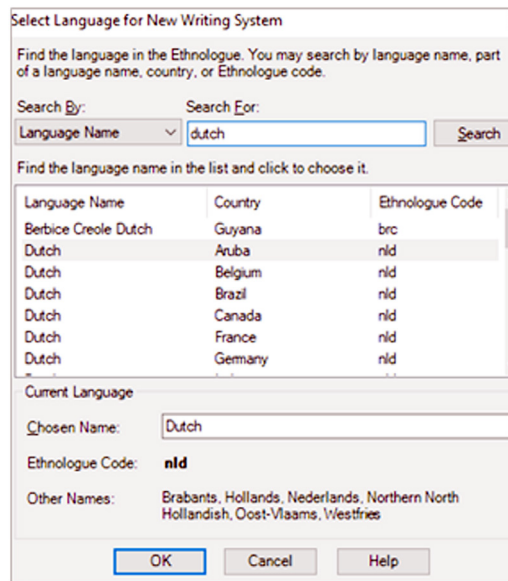 Select Language for New Writing System
Find the language in the Ethnologue. You may search by language name, part
of a language name, country, or Ethnologue code.
Search By:
Search For:
Language Name
dutch
Search
Find the language name in the list and click to choose it.
Language Name Country Ethnologue Code
Berbice Creole Dutch Guyana brc
Dutch Aruba nld
Dutch Belgium nld
Dutch Brazil nld
Dutch Canada nld
Dutch France nld
Dutch Germany nld
Current Language
Chosen Name: Dutch
Ethnologue Code: nld
Other Names: Brabants, Hollands, Nederlands, Northern North
Hollandish, Oost-Vlaams, Westfries
OK Cancel Help